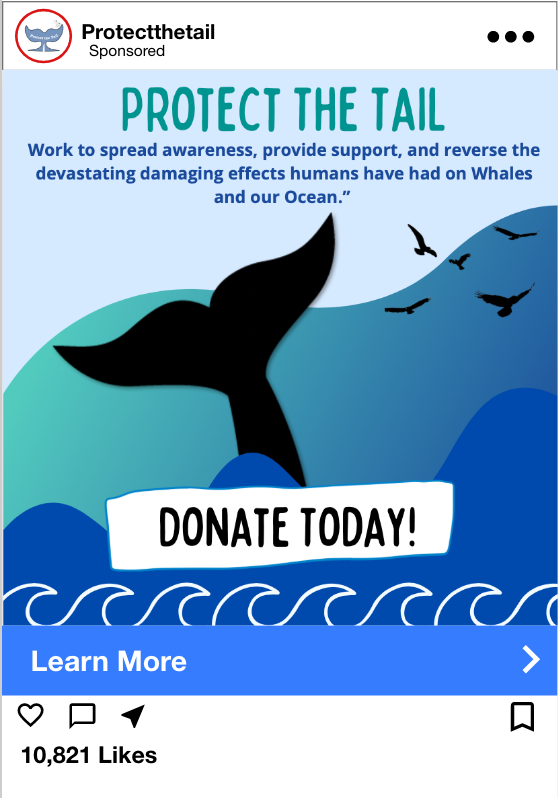 Protectthetail
Sponsored
PROTECT THE TAIL
Work to spread awareness, provide support, and reverse the
devastating damaging effects humans have had on Whales
and our Ocean.”
DONATE TODAY!
Learn More
10,821 Likes